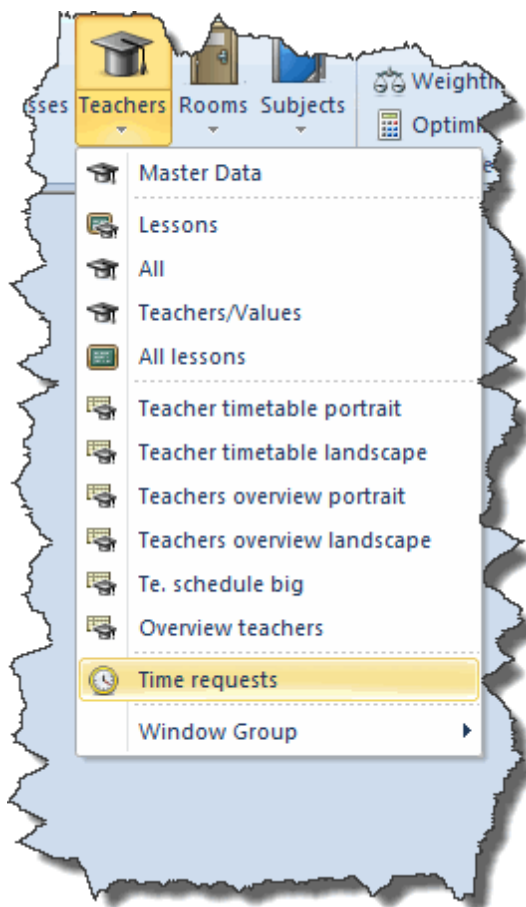 Weightin
sses Teachers Rooms Subjects
Optimi
Master Data
Lessons
All
Teachers/Values
All lessons
Teacher timetable portrait
Teacher timetable landscape
Teachers overview portrait
Teachers overview landscape
Te. schedule big
Overview teachers
Time requests
Window Group